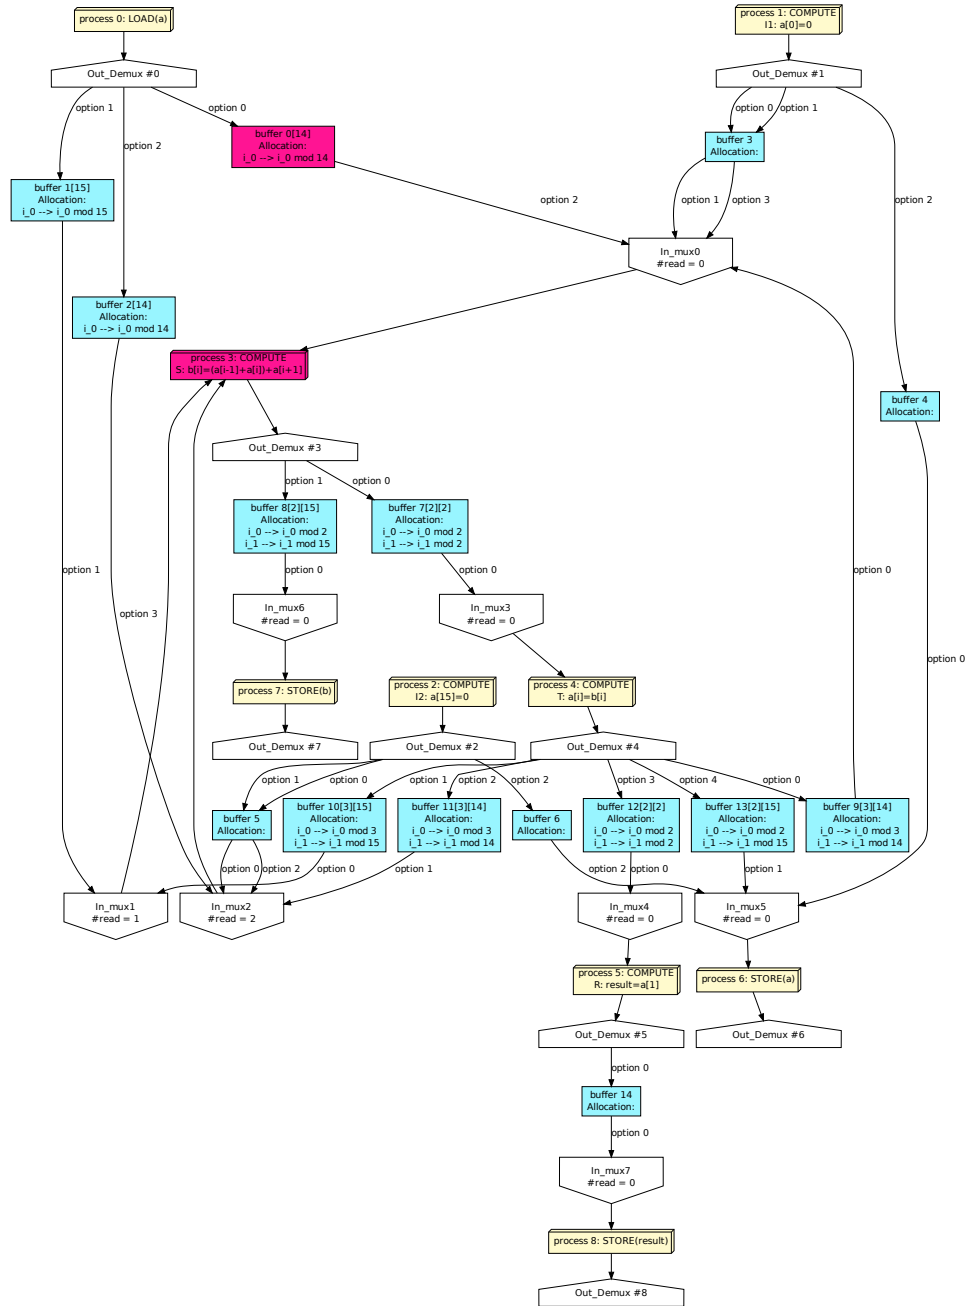 process 0: LOAD(a)
process 1: COMPUTE
I1: a[0]=0
Out_Demux #0
Out_Demux #1
option 1
option 0
option 0
option 1
option 2
buffer 0[14]
Allocation:
i_0 --> i_0 mod 14
buffer 3
Allocation:
buffer 1[15]
Allocation:
i_0 --> i_0 mod 15
option 2
option 1
option 3
option 2
In_mux0
#read = 0
buffer 2[14]
Allocation:
i_0 --> i_0 mod 14
process 3: COMPUTE
S: b[i]=(a[i-1]+a[i])+a[i+1]
buffer 4
Allocation:
Out_Demux #3
option 1
option 0
buffer 8[2][15]
Allocation:
i_0 --> i_0 mod 2
i_1 --> i_1 mod 15
buffer 7[2][2]
Allocation:
i_0 --> i_0 mod 2
i_1 --> i_1 mod 2
option 1
option 0
option 0
option 0
In_mux6
#read = 0
In_mux3
#read = 0
option 3
option 0
process 7: STORE(b)
process 2: COMPUTE
I2: a[15]=0
process 4: COMPUTE
T: a[i]=b[i]
Out_Demux #7
Out_Demux #2
Out_Demux #4
option 1
option 0
option 1
option 2
option 2
option 3
option 4
option 0
buffer 5
Allocation:
buffer 10[3][15]
Allocation:
i_0 --> i_0 mod 3
i_1 --> i_1 mod 15
buffer 11[3][14]
Allocation:
i_0 --> i_0 mod 3
i_1 --> i_1 mod 14
buffer 6
Allocation:
buffer 12[2][2]
Allocation:
i_0 --> i_0 mod 2
i_1 --> i_1 mod 2
buffer 13[2][15]
Allocation:
i_0 --> i_0 mod 2
i_1 --> i_1 mod 15
buffer 9[3][14]
Allocation:
i_0 --> i_0 mod 3
i_1 --> i_1 mod 14
option 0
option 2
option 0
option 1
option 2
option 0
option 1
In_mux1
#read = 1
In_mux2
#read = 2
In_mux4
#read = 0
In_mux5
#read = 0
process 5: COMPUTE
R: result=a[1]
process 6: STORE(a)
Out_Demux #5
Out_Demux #6
option 0
buffer 14
Allocation:
option 0
In_mux7
#read = 0
process 8: STORE(result)
Out_Demux #8